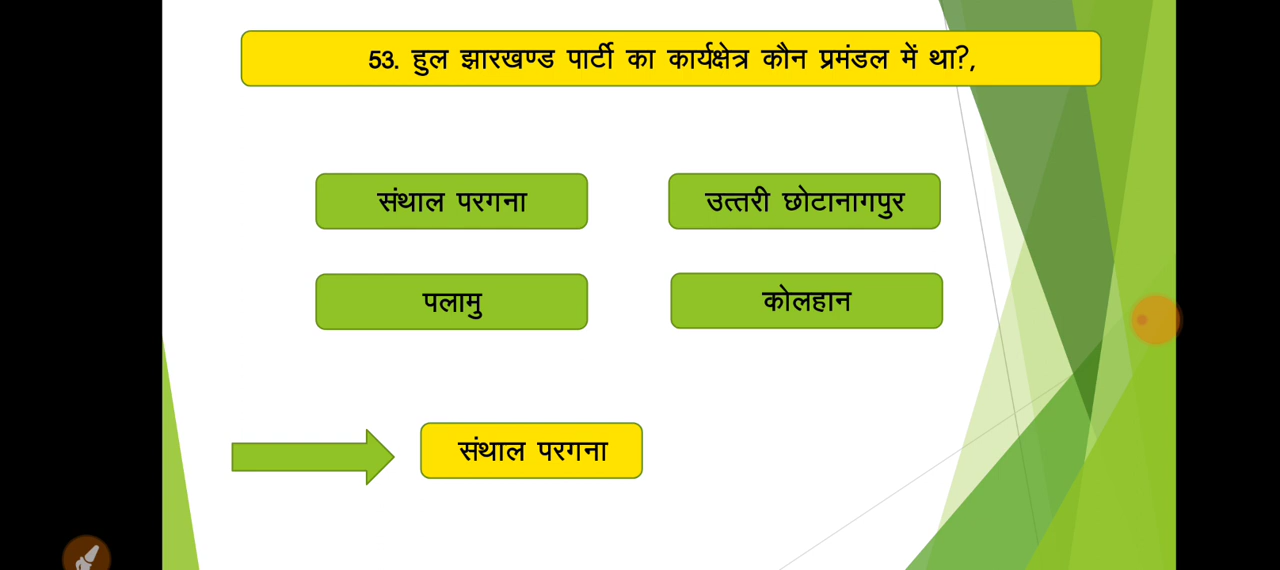 53. हुल झारखण्ड पार्टी का कार्यक्षेत्र कौन प्रमंडल में था?,
संथाल परगना
उत्तरी छोटानागपुर
पलामु
कोलहान
संथाल परगना